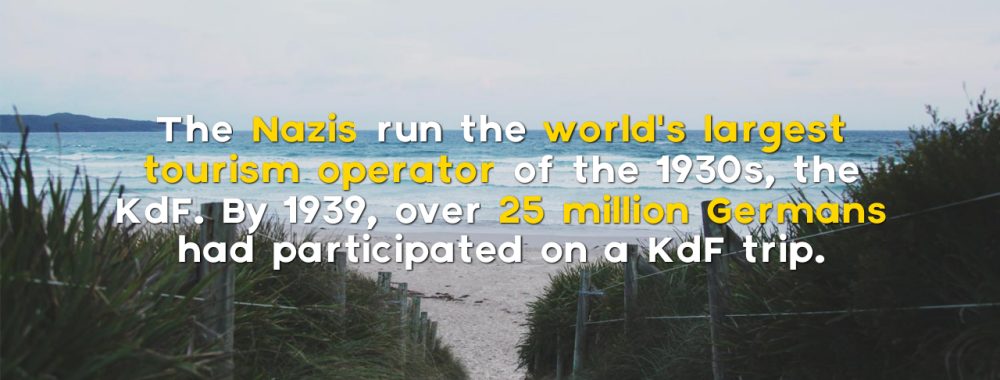 The Nazis run the world's largest
tourism operator of the 1930s, the
KdF. By 1939, over 25 million Germans
had participated on a KdF trip.